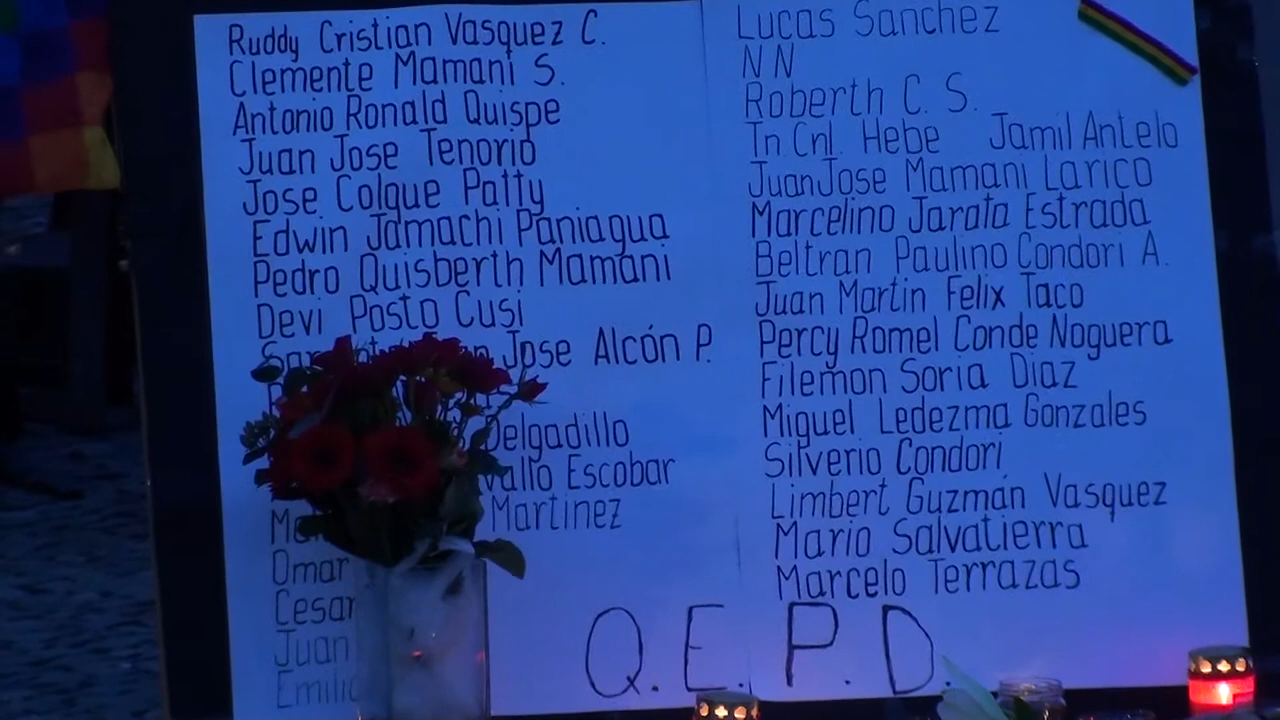 Ruddy Cristian Vasquez C.
Clemente Mamani S.
Antonio Ronald Quispe
Juan Jose Tenorio
Jose Colque Patty
Edwin Jamachi Paniagua
Pedro Quisberth Mamani
Devi Posto Cusi
Jose Alcón P.
Delgadillo
Escobar
Martinez
Omar
Cesar
Juan
Lucas Sanchez
N N
Roberth C. S.
Tn Cnl. Hebe Jamil Antelo
Juan Jose Mamani Larico
Marcelino Jarata Estrada
Beltran Paulino Condori A.
Juan Martin Felix Taco
Percy Romel Conde Noguera
Filemon Soria Diaz
Miguel Ledezma Gonzales
Silverio Condori
Limbert Guzmán Vasquez
Mario Salvatierra
Marcelo Terrazas
Q.E.P.D.